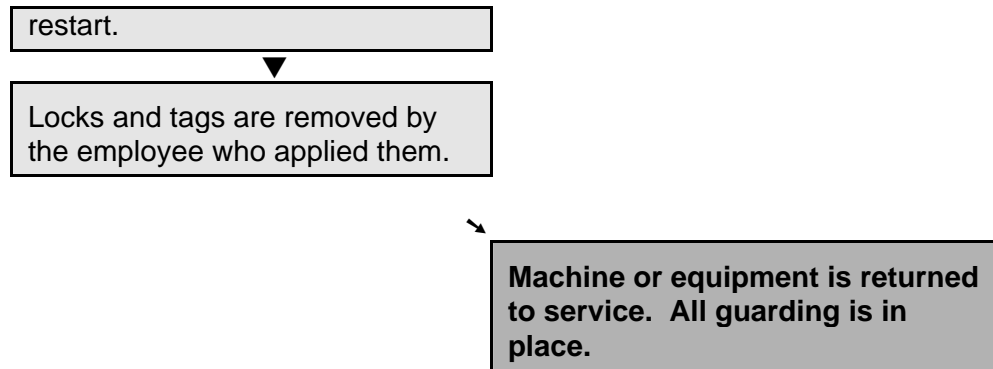 restart.
Locks and tags are removed by
the employee who applied them.
Machine or equipment is returned
to service.  All guarding is in
place.